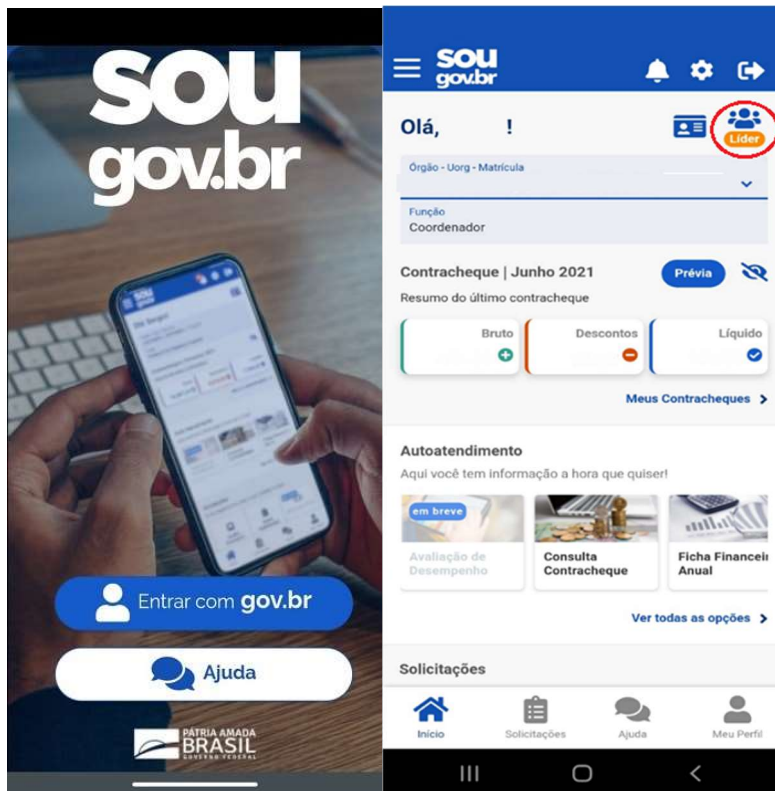 sou
gov.br
Entrar com gov.br
Ajuda
PÁTRIA AMADA
BRASIL
GOVERNO FEDERAL
sou
gov.br
Olá, !
Líder
Órgão - Uorg - Matrícula
Função
Coordenador
Contracheque | Junho 2021
Prévia
Resumo do último contracheque
Bruto
Descontos
Líquido
Meus Contracheques
Autoatendimento
Aqui você tem informação a hora que quiser!
em breve
Avaliação de
Desempenho
Consulta
Contracheque
Ficha Financeir
Anual
Ver todas as opções
Solicitações
Início
Solicitações
Ajuda
Meu Perfil